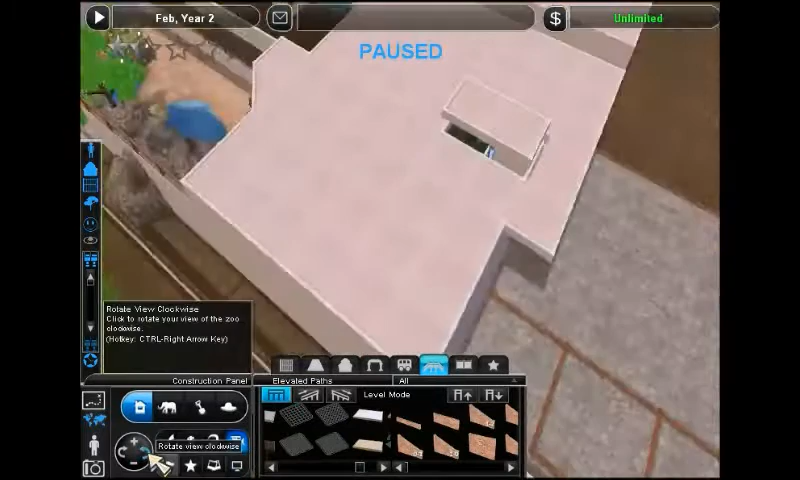 Feb, Year 2
$
Unlimited
PAUSED
Rotate View Clockwise
Click to rotate your view of the zoo
clockwise.
(Hotkey: CTRL-Right Arrow Key)
Construction Panel
Elevated Paths
All
Level Mode
Rotate view clockwise